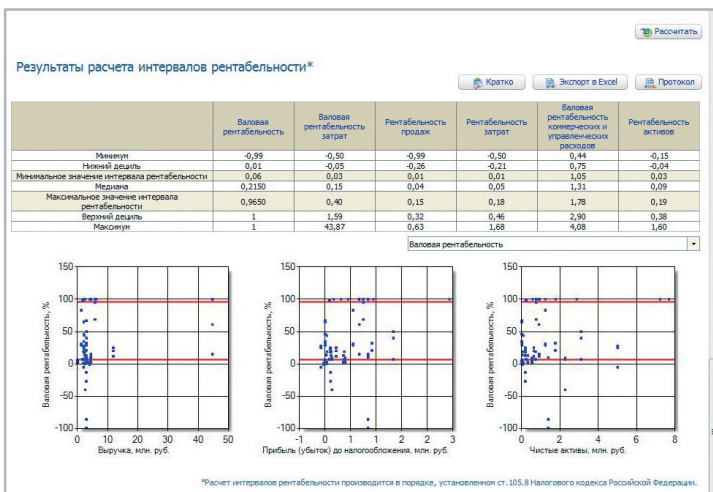 Рассчитать
Результаты расчета интервалов рентабельности*
Кратко Экспорт в Excel Протокол
Валовая рентабельность Валовая рентабельность затрат Рентабельность продаж Рентабельность затрат Валовая рентабельность коммерческих и управленческих расходов Рентабельность активов
Минимум -0,99 -0,50 -0,99 -0,50 0,44 -0,15
Нижний дециль 0,01 -0,05 -0,26 -0,21 0,75 -0,04
Минимальное значение интервала рентабельности 0,06 0,03 0,01 0,01 1,05 0,03
Медиана 0,2150 0,15 0,04 0,05 1,31 0,09
Максимальное значение интервала рентабельности 0,9650 0,40 0,15 0,18 1,78 0,19
Верхний дециль 1 1,59 0,32 0,46 2,90 0,38
Максимум 1 43,87 0,63 1,68 4,08 1,60
Валовая рентабельность
Валовая рентабельность, %
150
100
50
0
-50
-100
0 10 20 30 40 50
Выручка, млн. руб.
Валовая рентабельность, %
150
100
50
0
-50
-100
-1 0 1 1 2 2 3
Прибыль (убыток) до налогообложения, млн. руб.
Валовая рентабельность, %
150
100
50
0
-50
-100
0 2 4 6 8
Чистые активы, млн. руб.
*Расчет интервалов рентабельности производится в порядке, установленном ст.105.8 Налогового кодекса Российской Федерации.